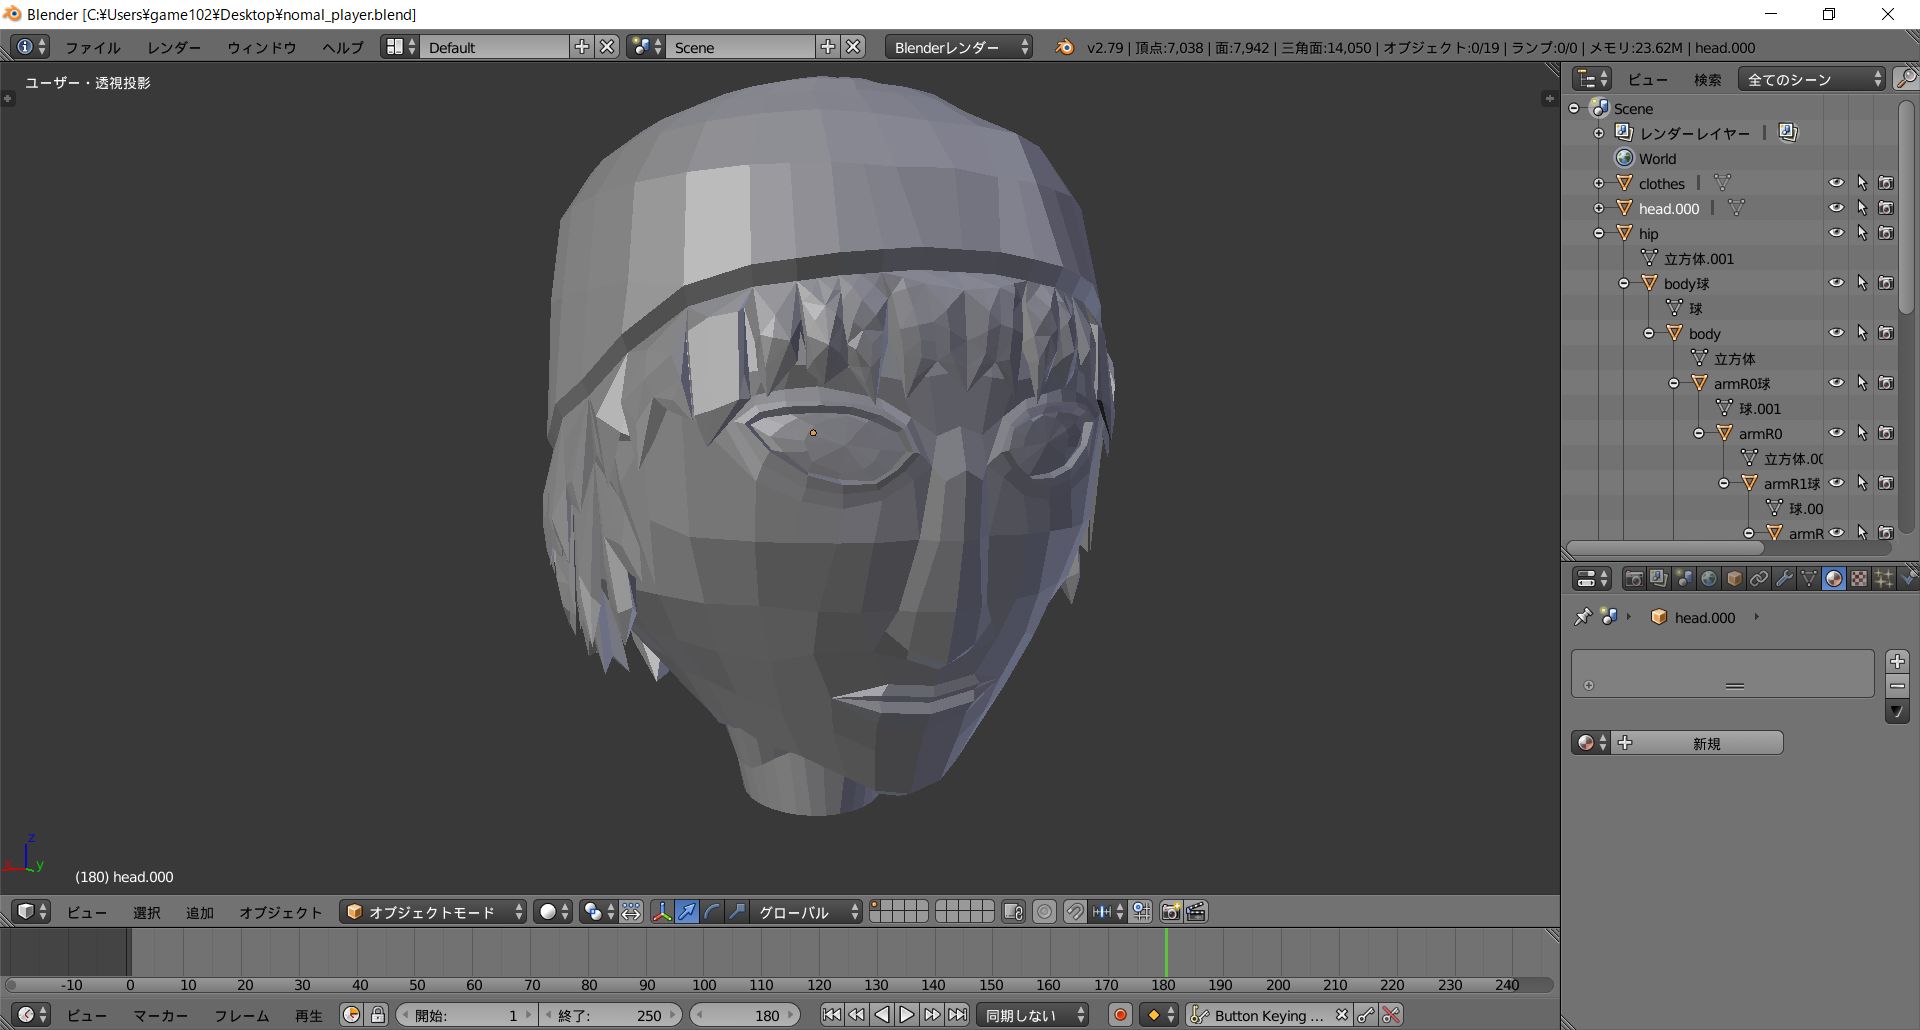 Blender [C:¥Users¥game102¥Desktop¥nomal_player.blend]
ファイル レンダー ウィンドウ ヘルプ Default Scene Blenderレンダー v2.79 | 頂点:7,038 | 面:7,942 | 三角面:14,050 | オブジェクト:0/19 | ランプ:0/0 | メモリ:23.62M | head.000
ユーザー・透視投影
ビュー 検索 全てのシーン
Scene
レンダーレイヤー
World
clothes
head.000
hip
立方体.001
body球
球
body
立方体
armR0球
球.001
armR0
立方体.00
armR1球
球.00
armR
head.000
新規
z
x y
(180) head.000
ビュー 選択 追加 オブジェクト オブジェクトモード グローバル
-10 0 10 20 30 40 50 60 70 80 90 100 110 120 130 140 150 160 170 180 190 200 210 220 230 240
ビュー マーカー フレーム 再生 開始: 1 終了: 250 180 同期しない Button Keying ...